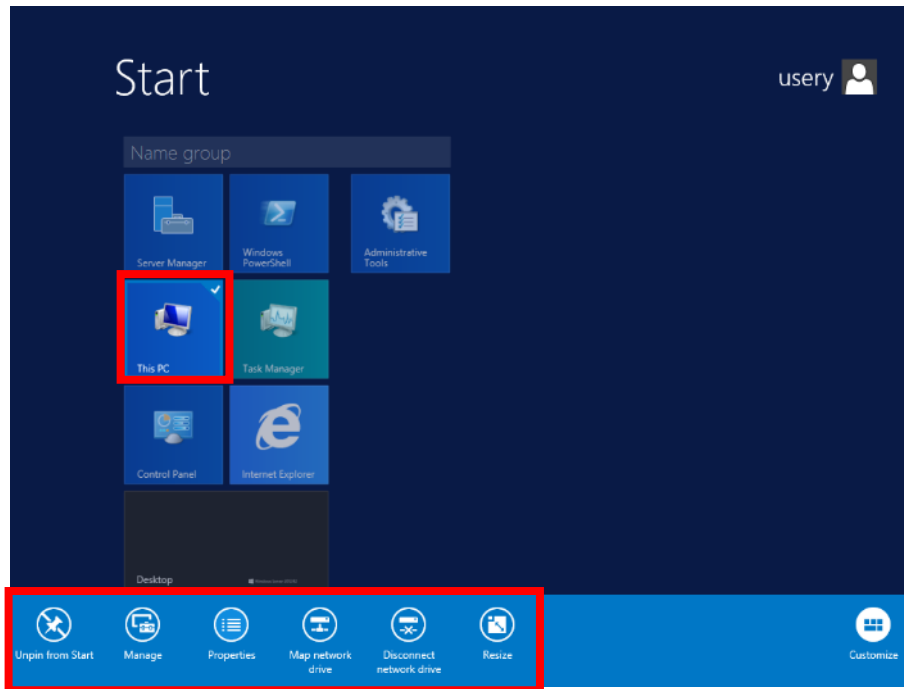 Start
usery
Name group
Server Manager
Windows
PowerShell
Administrative
Tools
This PC
Task Manager
Control Panel
Internet Explorer
Desktop
Unpin from Start
Manage
Properties
Map network
drive
Disconnect
network drive
Resize
Customize